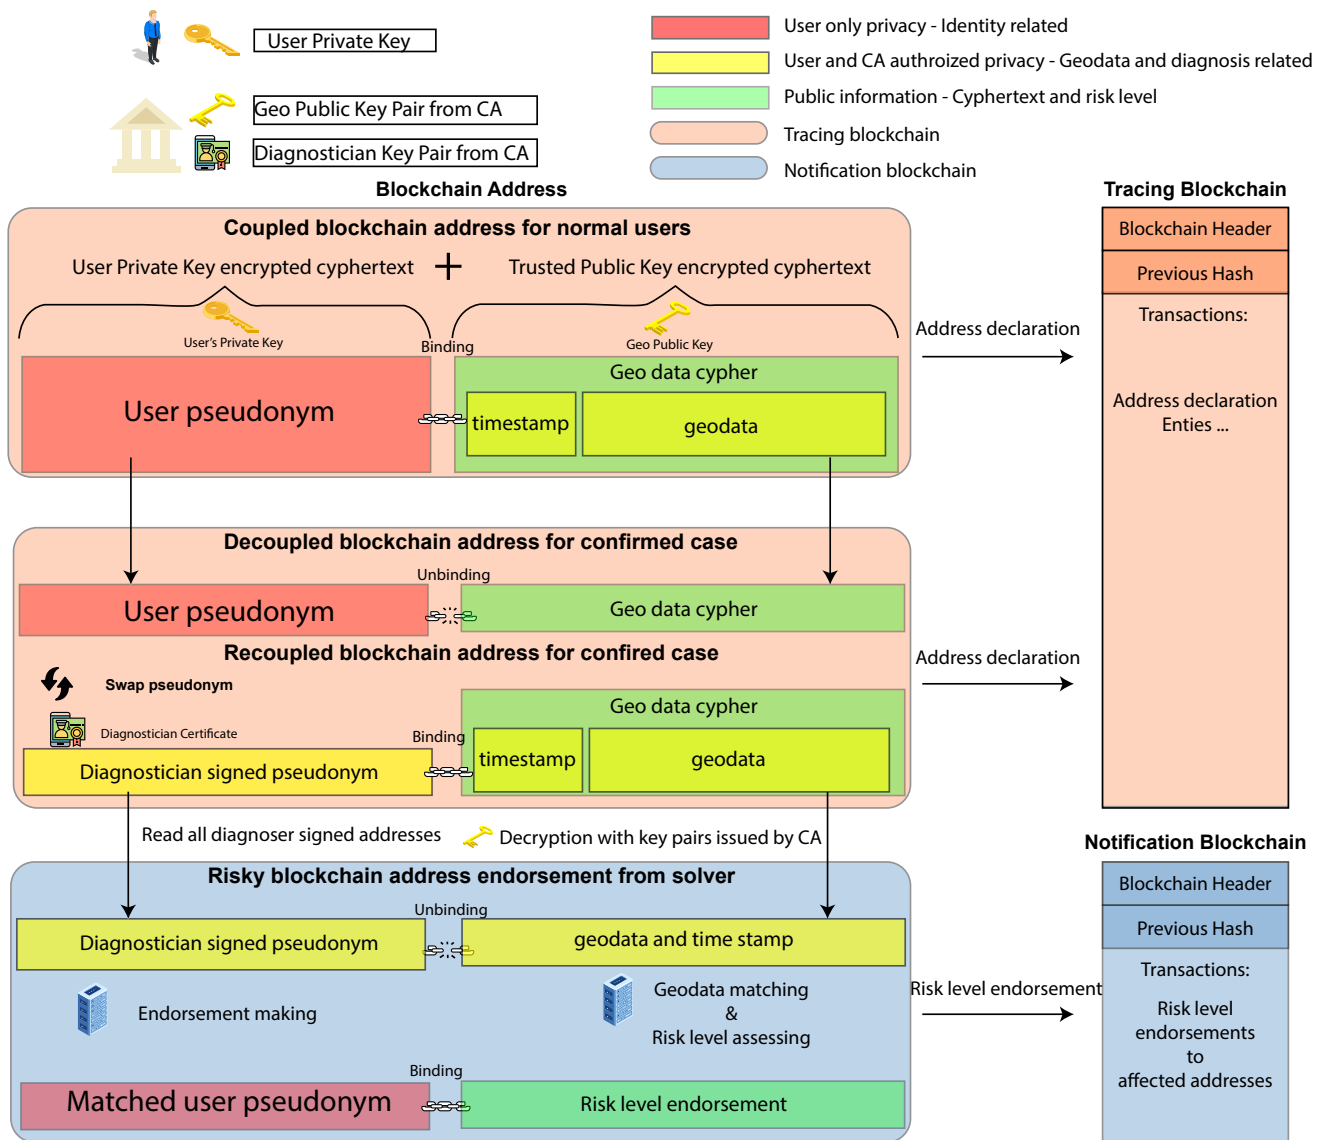 User Private Key
Geo Public Key Pair from CA
Diagnostician Key Pair from CA
User only privacy - Identity related
User and CA authroized privacy - Geodata and diagnosis related
Public information - Cyphertext and risk level
Tracing blockchain
Notification blockchain
Blockchain Address
Coupled blockchain address for normal users
User Private Key encrypted cyphertext + Trusted Public Key encrypted cyphertext
User's Private Key
Binding
Geo Public Key
User pseudonym
Geo data cypher
timestamp
geodata
Address declaration
Decoupled blockchain address for confirmed case
Unbinding
User pseudonym
Geo data cypher
Recoupled blockchain address for confired case
Swap pseudonym
Diagnostician Certificate
Binding
Diagnostician signed pseudonym
Geo data cypher
timestamp
geodata
Address declaration
Read all diagnoser signed addresses
Decryption with key pairs issued by CA
Risky blockchain address endorsement from solver
Unbinding
Diagnostician signed pseudonym
geodata and time stamp
Endorsement making
Geodata matching
&
Risk level assessing
Risk level endorsement
Binding
Matched user pseudonym
Risk level endorsement
Tracing Blockchain
Blockchain Header
Previous Hash
Transactions:
Address declaration
Enties ...
Notification Blockchain
Blockchain Header
Previous Hash
Transactions:
Risk level
endorsements
to
affected addresses